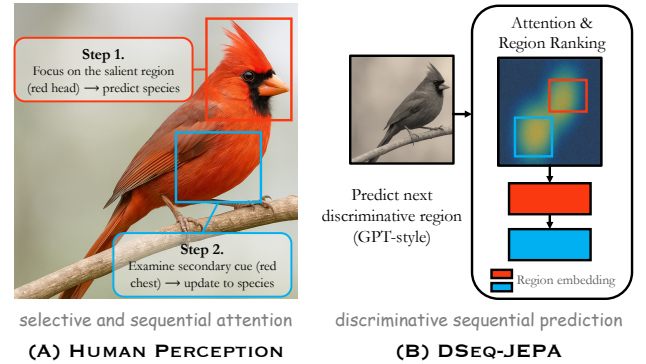 Step 1.
Focus on the salient region
(red head) → predict species
Step 2.
Examine secondary cue (red
chest) → update to species
selective and sequential attention
(A) HUMAN PERCEPTION
Attention &
Region Ranking
Predict next
discriminative region
(GPT-style)
Region embedding
discriminative sequential prediction
(B) DSEQ-JEPA